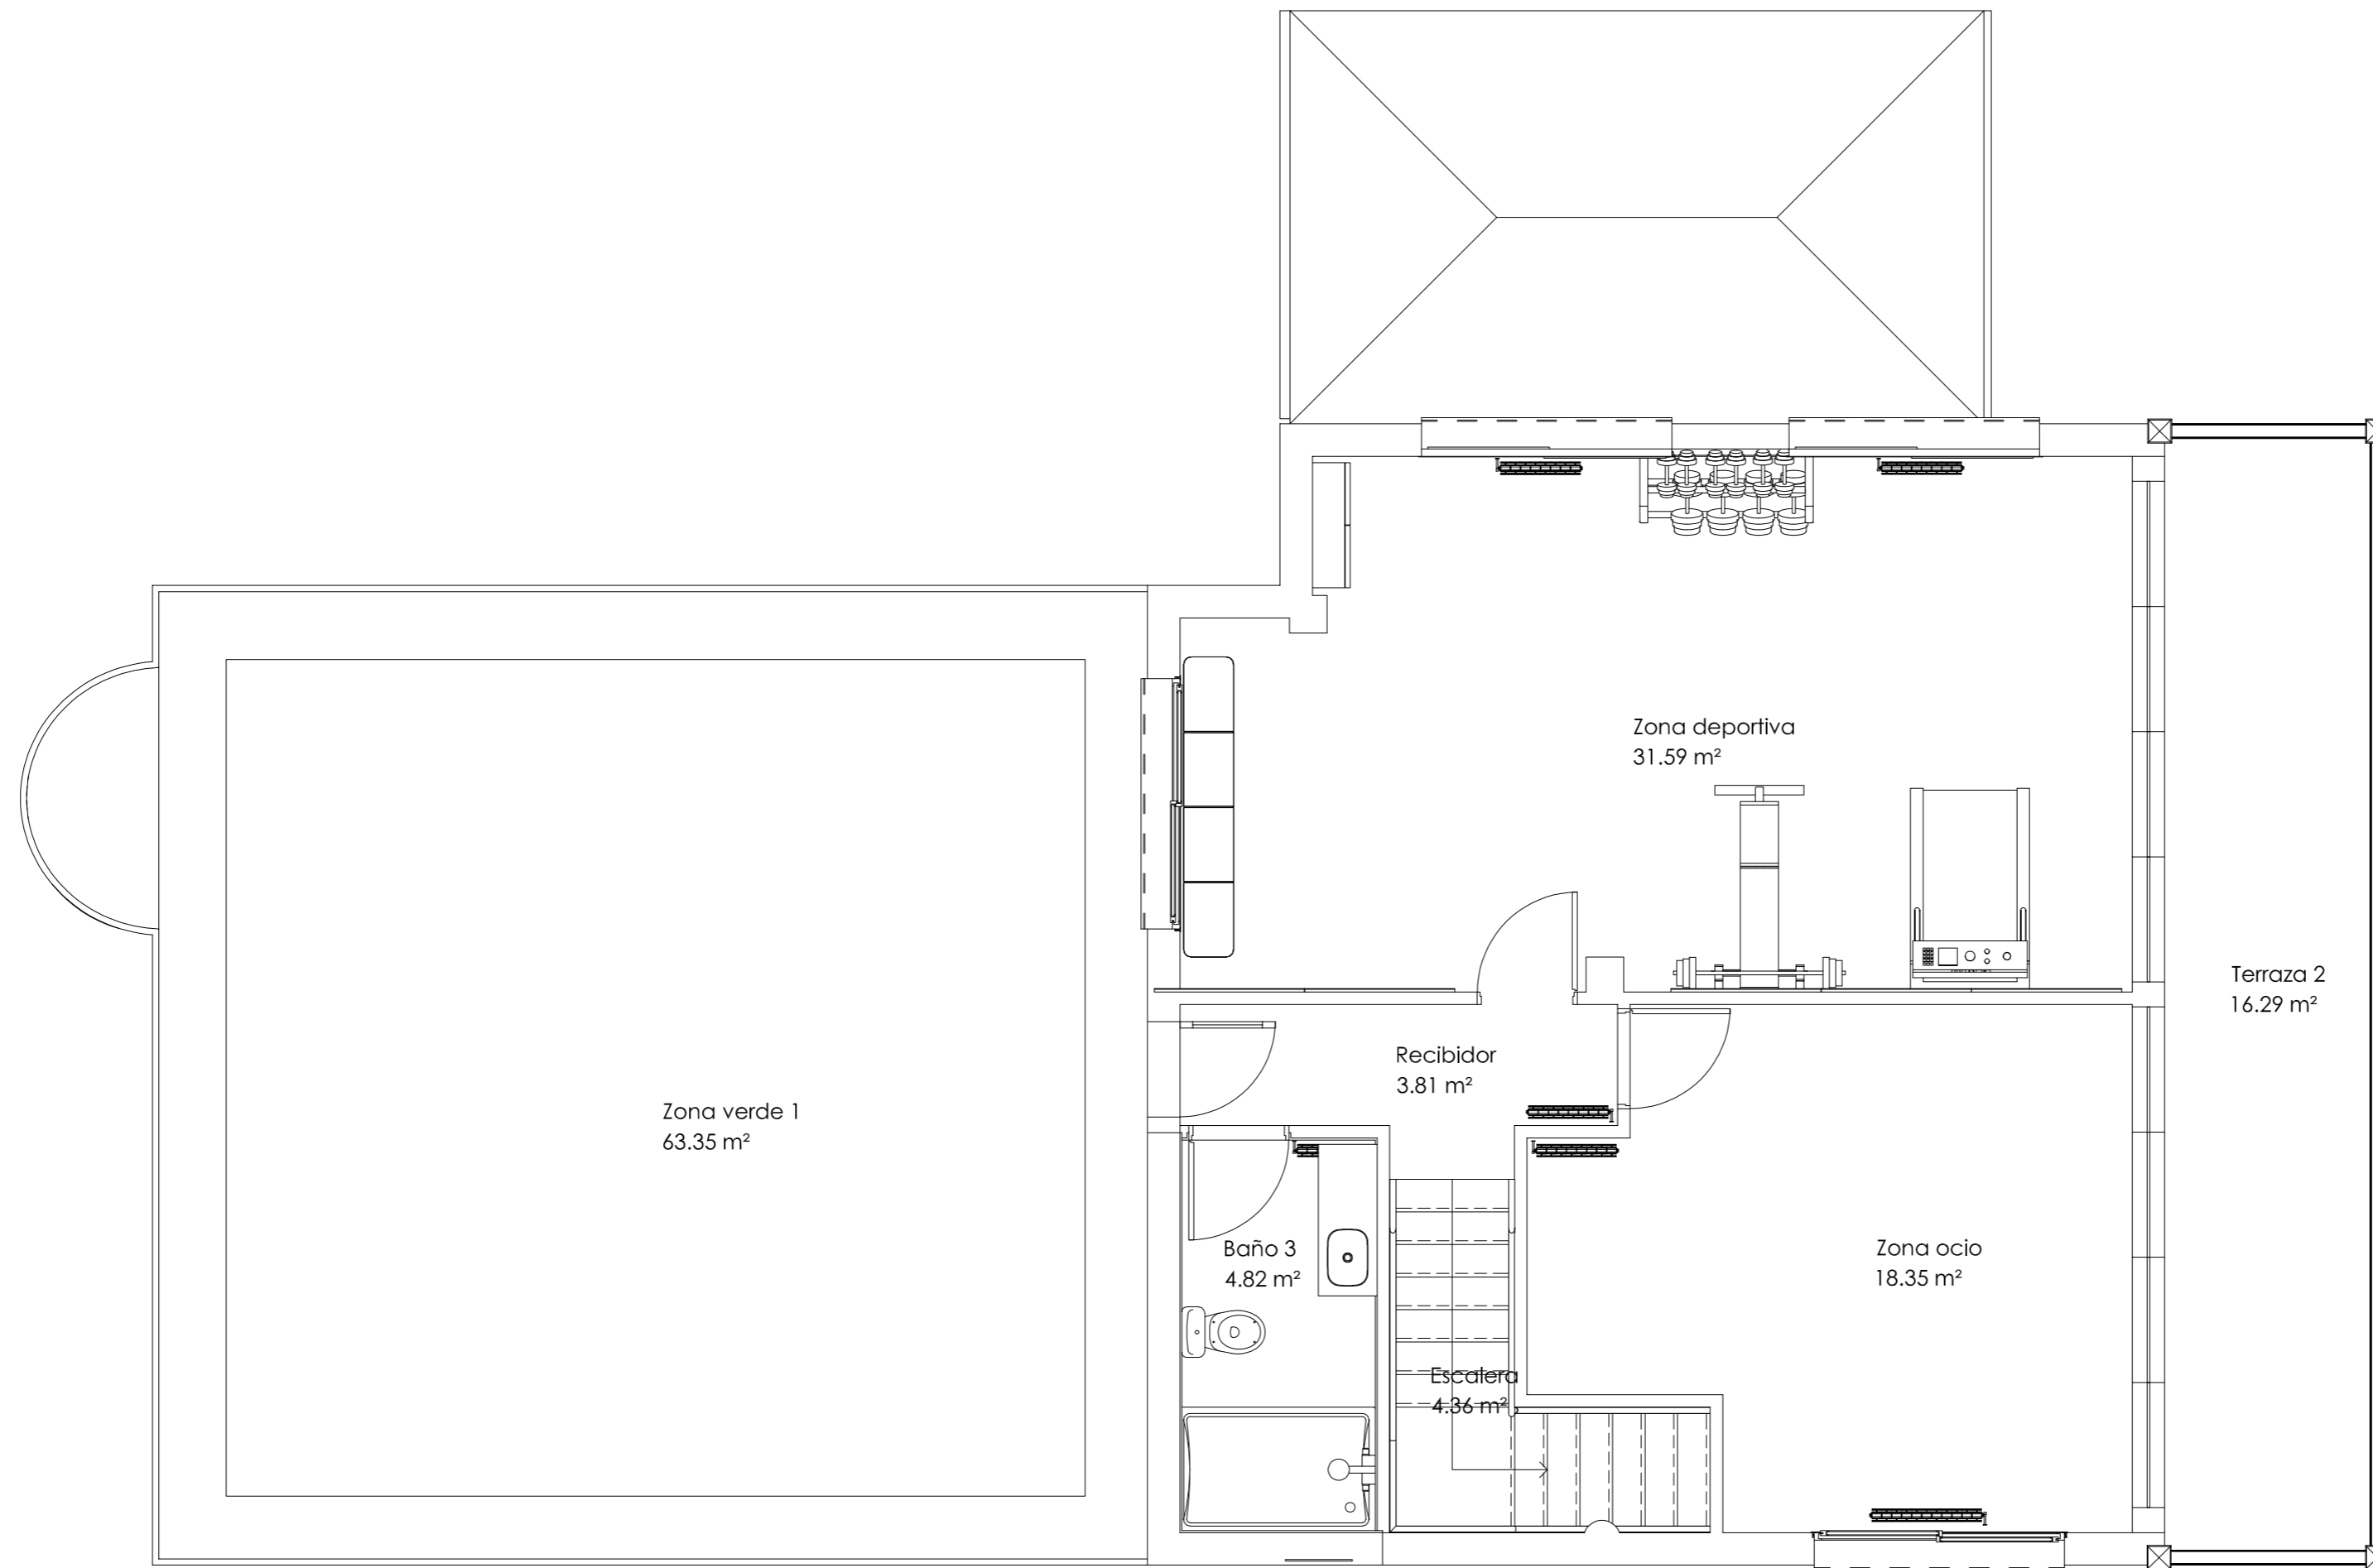 Zona deportiva
31.59 m²
Terraza 2
16.29 m²
Recibidor
3.81 m²
Zona verde 1
63.35 m²
Baño 3
4.82 m²
Zona ocio
18.35 m²
Escalera
4.36 m²